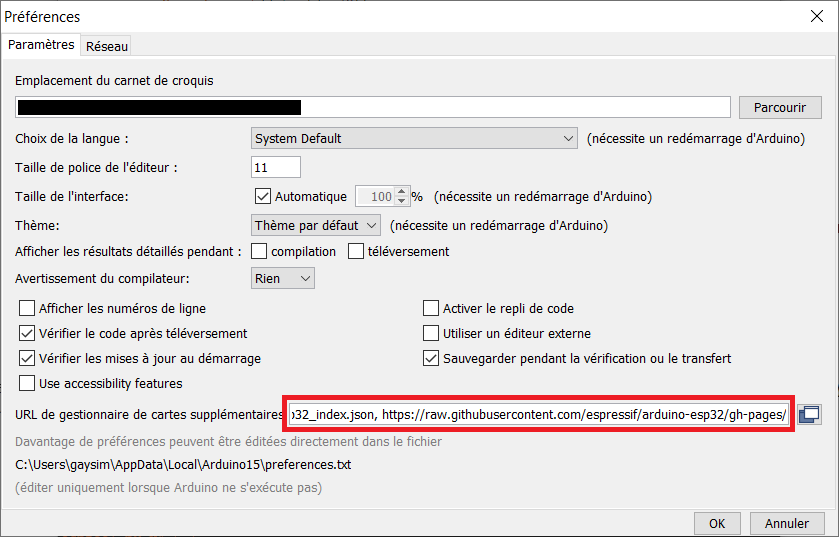 Préférences
Paramètres Réseau
Emplacement du carnet de croquis
Parcourir
Choix de la langue : System Default (nécessite un redémarrage d'Arduino)
Taille de police de l'éditeur : 11
Taille de l'interface: Automatique 100 % (nécessite un redémarrage d'Arduino)
Thème: Thème par défaut (nécessite un redémarrage d'Arduino)
Afficher les résultats détaillés pendant : compilation téléversement
Avertissement du compilateur: Rien
Afficher les numéros de ligne Activer le repli de code
Vérifier le code après téléversement Utiliser un éditeur externe
Vérifier les mises à jour au démarrage Sauvegarder pendant la vérification ou le transfert
Use accessibility features
URL de gestionnaire de cartes supplémentaires 32_index.json, https://raw.githubusercontent.com/espressif/arduino-esp32/gh-pages/
Davantage de préférences peuvent être éditées directement dans le fichier
C:\Users\gaysim\AppData\Local\Arduino15\preferences.txt
(éditer uniquement lorsque Arduino ne s'exécute pas)
OK Annuler